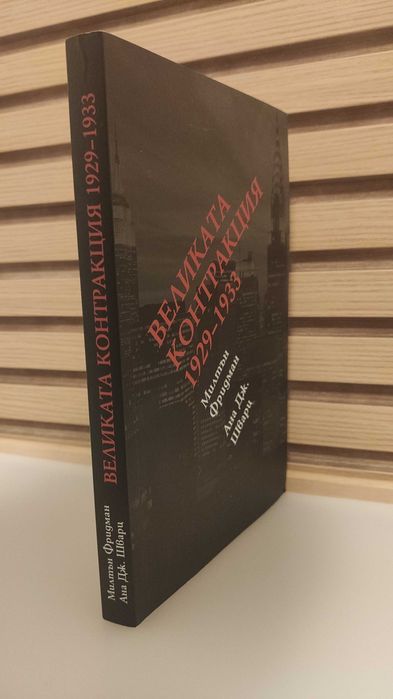 ВЕЛИКАТА КОНТРАКЦИЯ 1929-1933
Милтън Фридман
Ана Дж. Шварц
ВЕЛИКАТА
КОНТРАКЦИЯ
1929-1933
Милтън
Фридман
Ана Дж.
Шварц